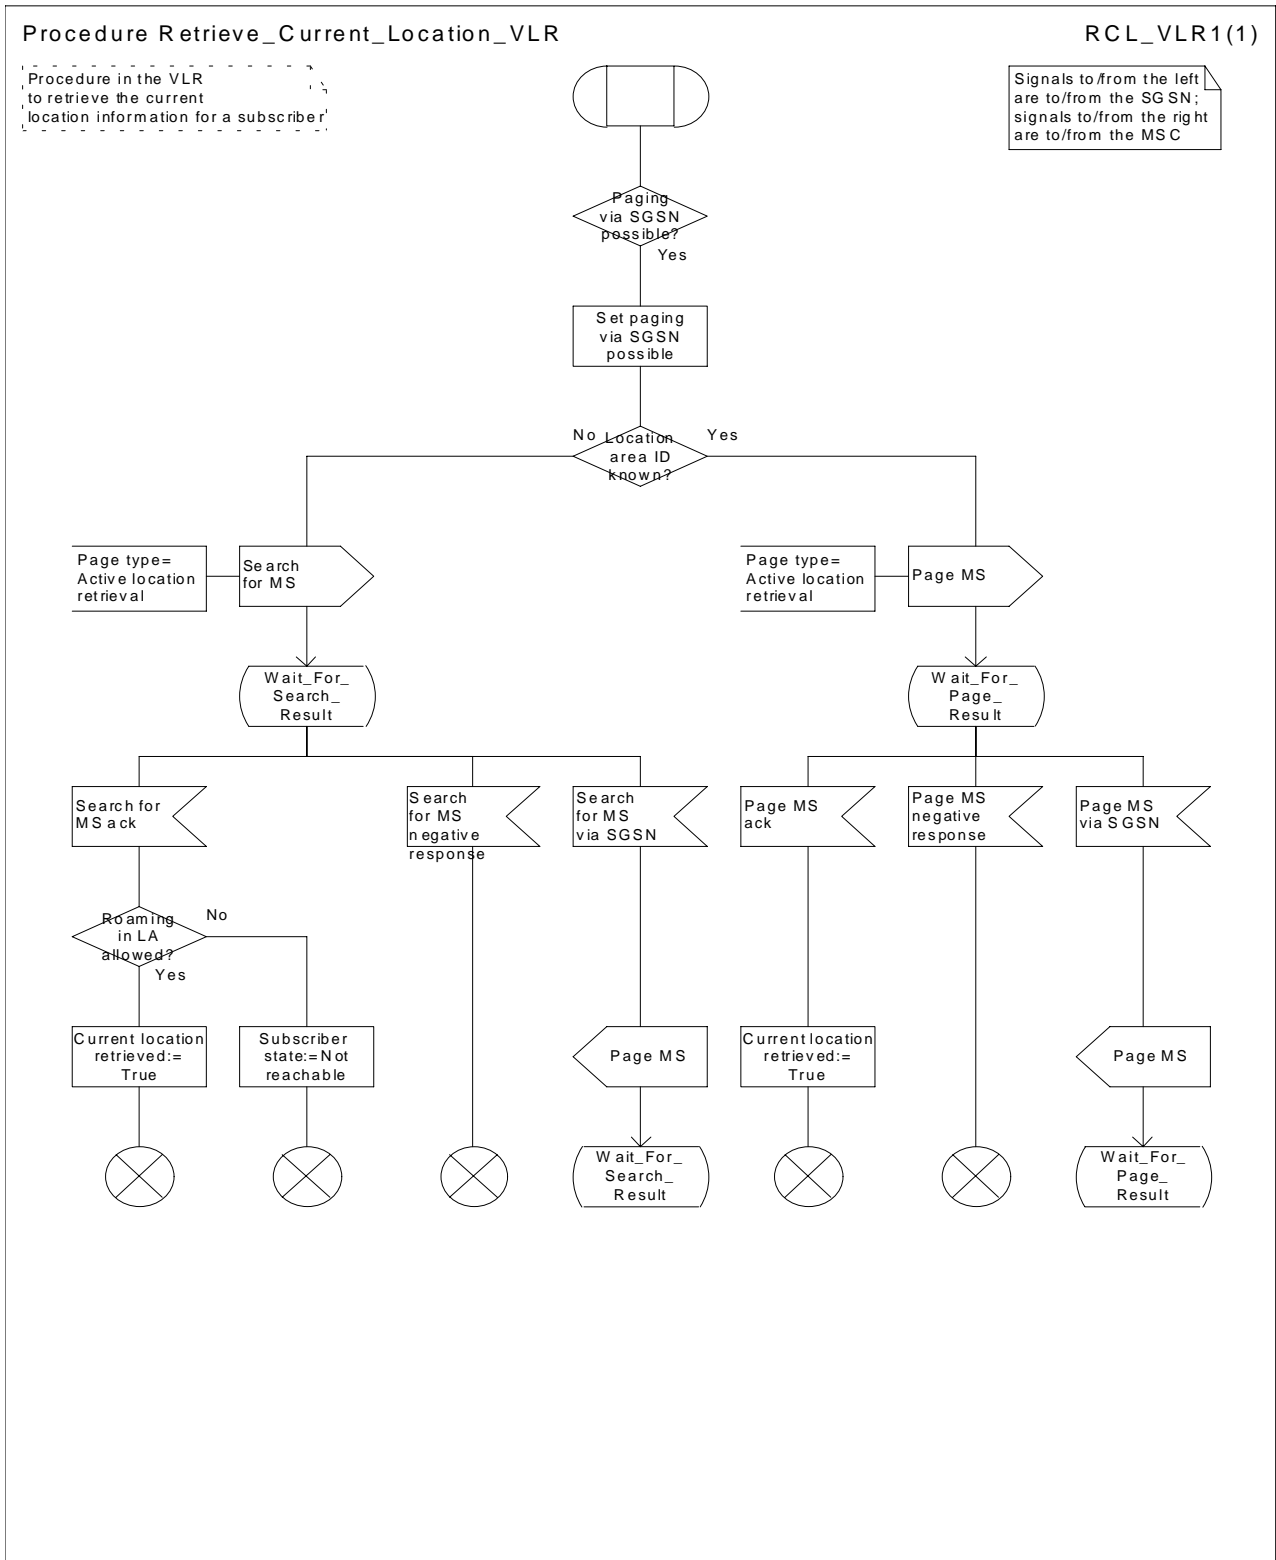 Procedure Retrieve_Current_Location_VLR
RCL_VLR1(1)
Procedure in the VLR
to retrieve the current
location information for a subscriber
Signals to/from the left
are to/from the SGSN;
signals to/from the right
are to/from the MSC
Paging
via SGSN
possible?
Yes
Set paging
via SGSN
possible
No
Location
area ID
known?
Yes
Page type=
Active location
retrieval
Search
for MS
Page type=
Active location
retrieval
Page MS
Wait_For_
Search_
Result
Wait_For_
Page_
Result
Search for
MS ack
Search
for MS
negative
response
Search
for MS
via SGSN
Page MS
ack
Page MS
negative
response
Page MS
via SGSN
Roaming
in LA
allowed?
No
Yes
Current location
retrieved:=
True
Subscriber
state:=Not
reachable
Page MS
Current location
retrieved:=
True
Page MS
Wait_For_
Search_
Result
Wait_For_
Page_
Result